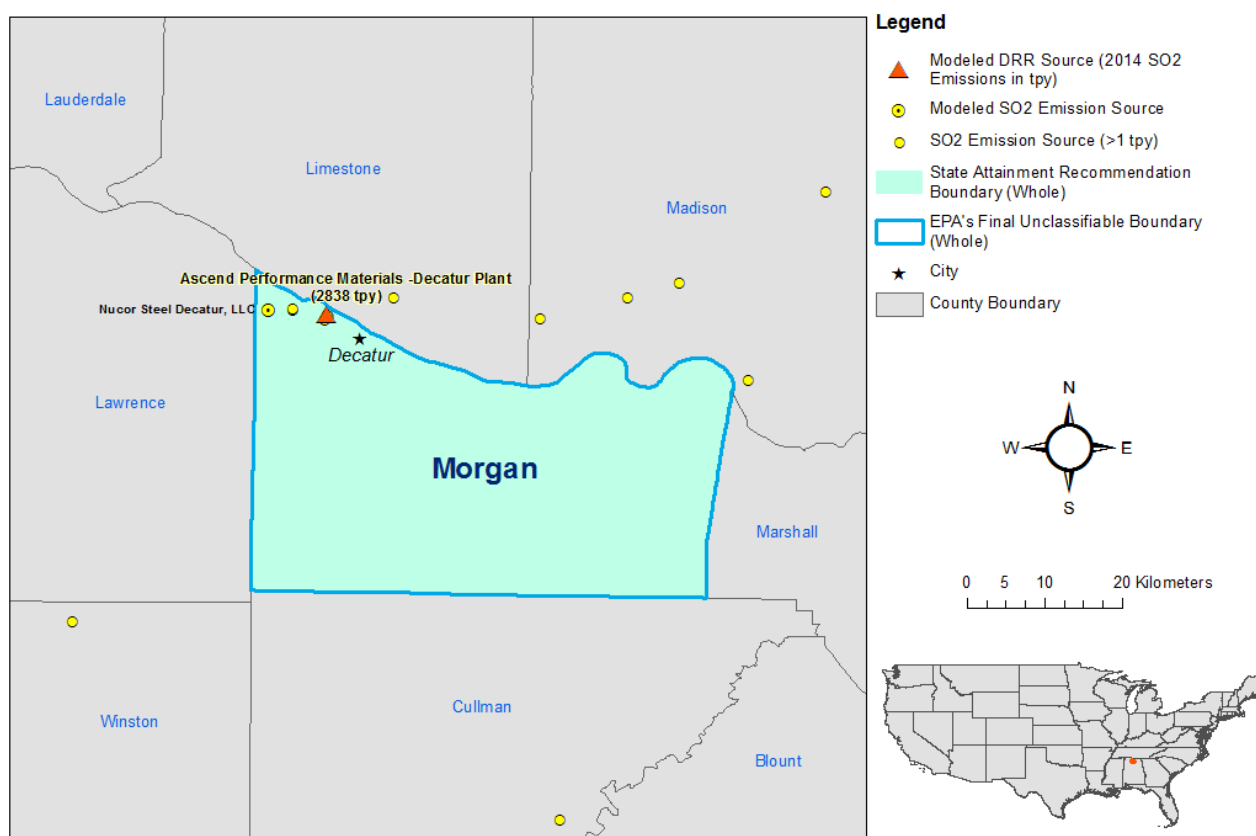 Lauderdale
Limestone
Madison
Ascend Performance Materials -Decatur Plant
(2838 tpy)
Nucor Steel Decatur, LLC
Decatur
Lawrence
Morgan
Marshall
Winston
Cullman
Blount
Legend
Modeled DRR Source (2014 SO2
Emissions in tpy)
Modeled SO2 Emission Source
SO2 Emission Source (>1 tpy)
State Attainment Recommendation
Boundary (Whole)
EPA's Final Unclassifiable Boundary
(Whole)
City
County Boundary
N
W E
S
0 5 10 20 Kilometers